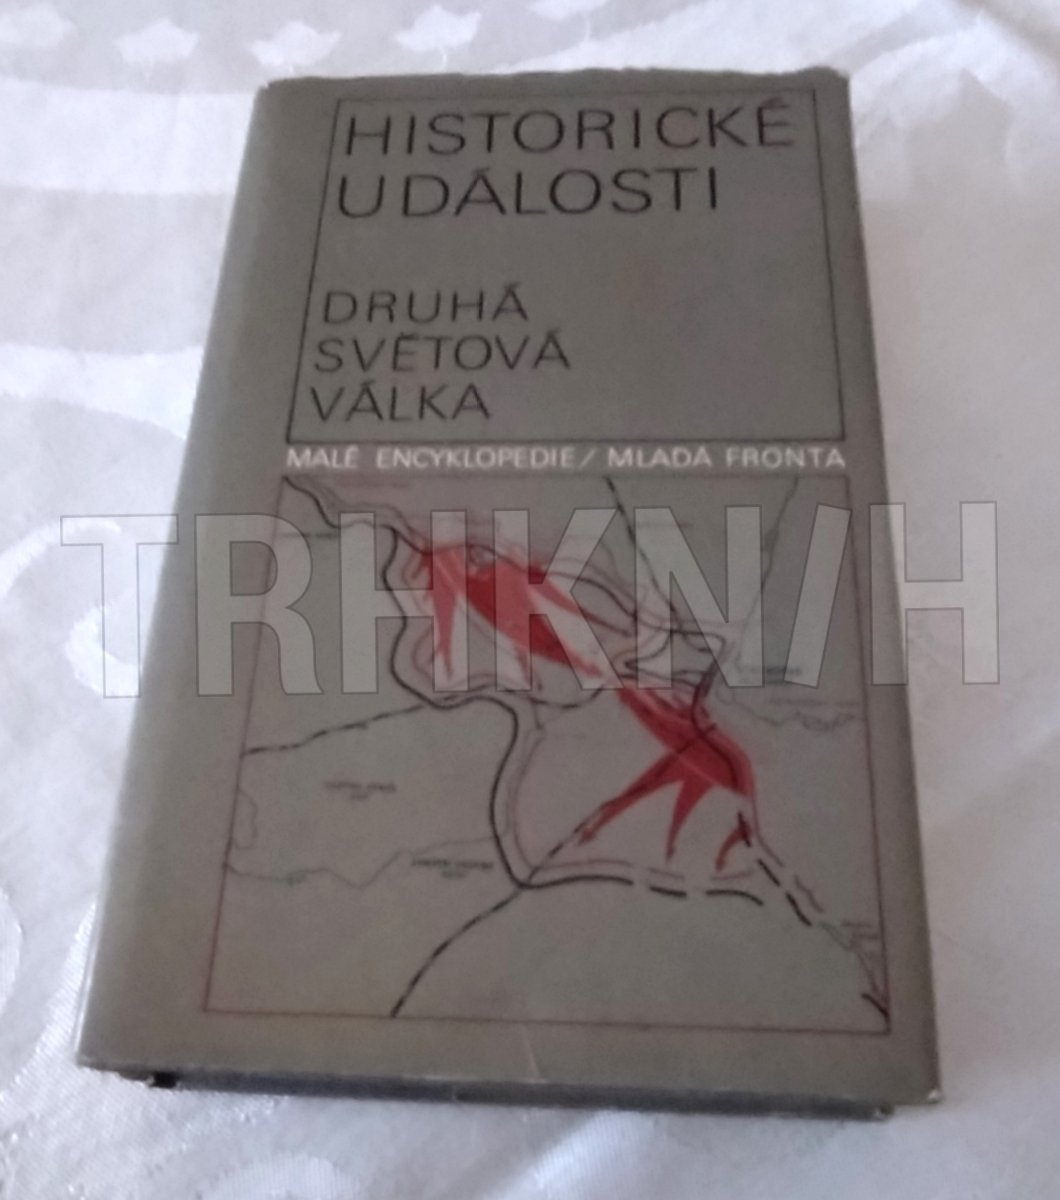 HISTORICKÉ
UDÁLOSTI
DRUHÁ
SVĚTOVÁ
VÁLKA
MALÉ ENCYKLOPEDIE/MLADÁ FRONTA
TRHKNIH